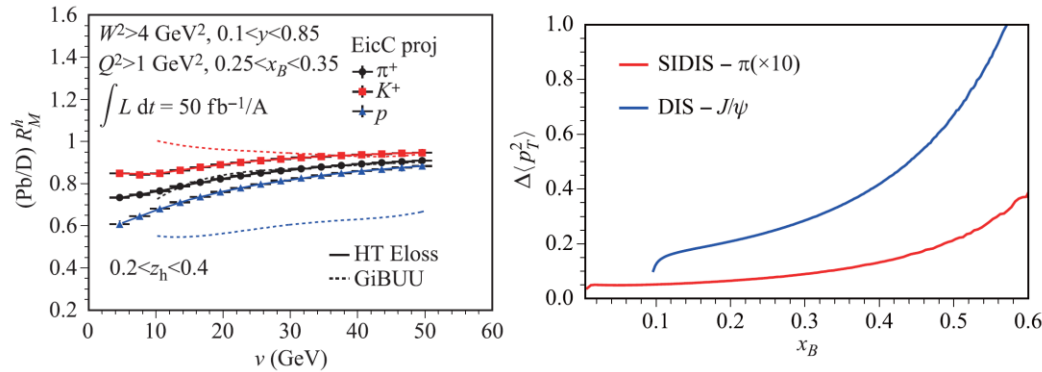 1.6
1.4
1.2
1
0.8
0.6
0.4
0.2
(Pb/D) R_M^h
W²>4 GeV², 0.1<y<0.85
Q²>1 GeV², 0.25<x_B<0.35
∫L dt = 50 fb⁻¹/A
EicC proj
π⁺
K⁺
p
0.2<z_h<0.4
HT Eloss
GiBUU
0 10 20 30 40 50 60
ν (GeV)
1.0
0.8
0.6
0.4
0.2
0.0
Δ⟨p_T²⟩
SIDIS – π(×10)
DIS – J/ψ
0.1 0.2 0.3 0.4 0.5 0.6
x_B